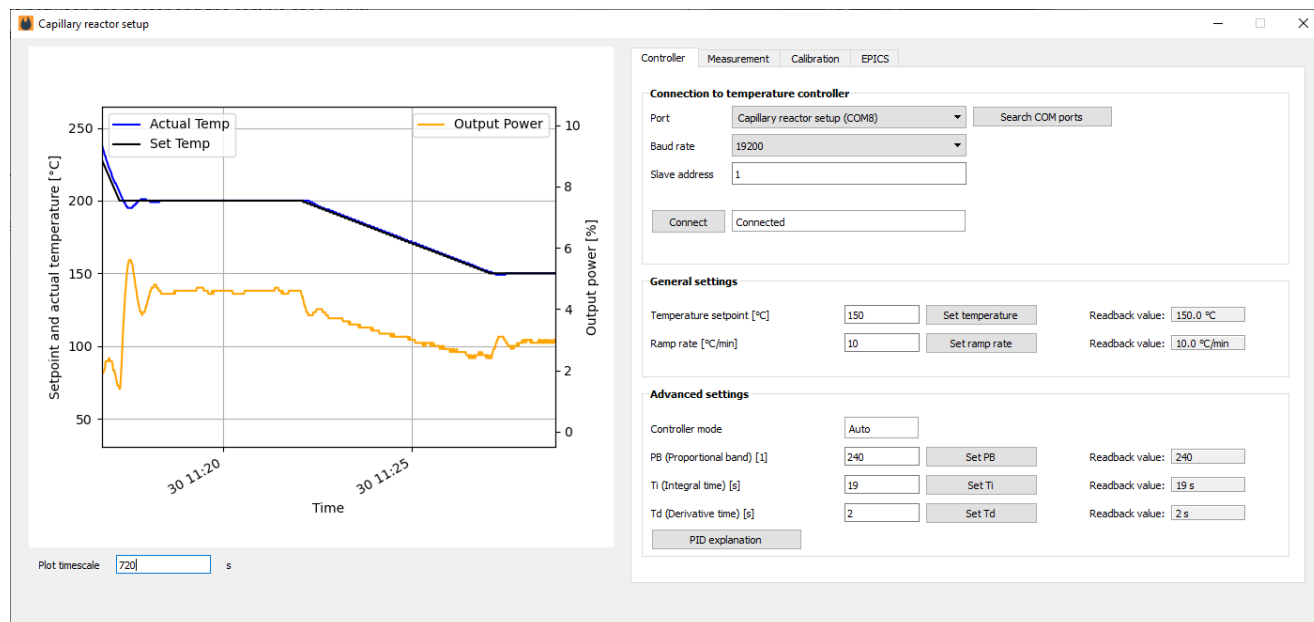 Capillary reactor setup
Actual Temp
Set Temp
Output Power
250
200
150
100
50
10
8
6
4
2
0
Setpoint and actual temperature [°C]
Output power [%]
30 11:20
30 11:25
Time
Plot timescale 720 s
Controller Measurement Calibration EPICS
Connection to temperature controller
Port Capillary reactor setup (COM8) Search COM ports
Baud rate 19200
Slave address 1
Connect Connected
General settings
Temperature setpoint [°C] 150 Set temperature Readback value: 150.0 °C
Ramp rate [°C/min] 10 Set ramp rate Readback value: 10.0 °C/min
Advanced settings
Controller mode Auto
PB (Proportional band) [1] 240 Set PB Readback value: 240
Ti (Integral time) [s] 19 Set Ti Readback value: 19 s
Td (Derivative time) [s] 2 Set Td Readback value: 2 s
PID explanation